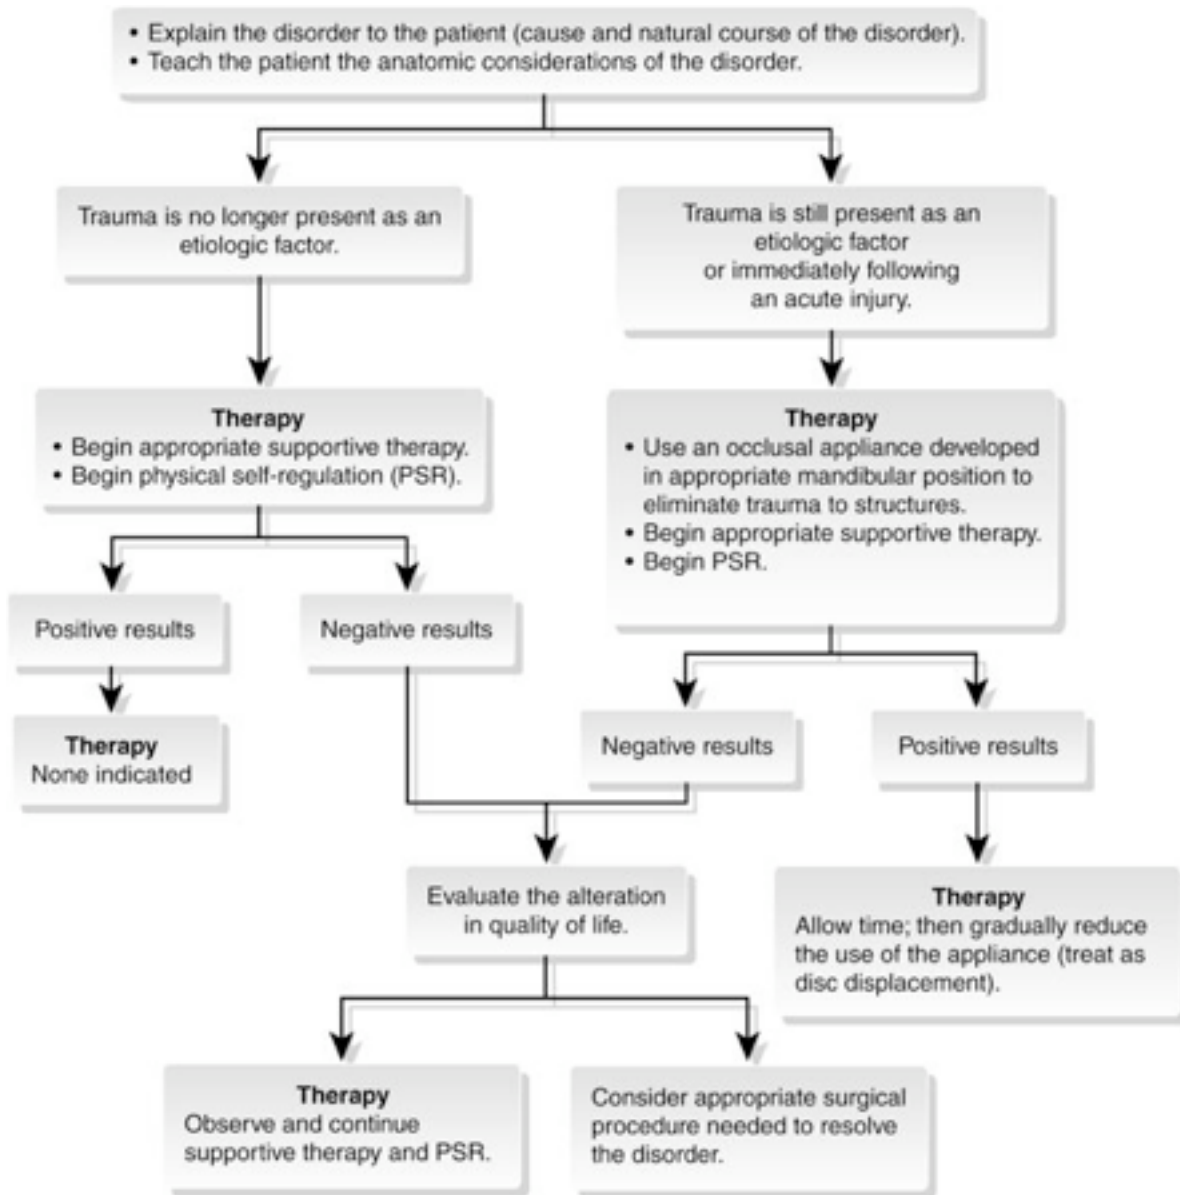 • Explain the disorder to the patient (cause and natural course of the disorder).
• Teach the patient the anatomic considerations of the disorder.
Trauma is no longer present as an
etiologic factor.
Trauma is still present as an
etiologic factor
or immediately following
an acute injury.
Therapy
• Begin appropriate supportive therapy.
• Begin physical self-regulation (PSR).
Therapy
• Use an occlusal appliance developed
in appropriate mandibular position to
eliminate trauma to structures.
• Begin appropriate supportive therapy.
• Begin PSR.
Positive results
Negative results
Therapy
None indicated
Negative results
Positive results
Evaluate the alteration
in quality of life.
Therapy
Allow time; then gradually reduce
the use of the appliance (treat as
disc displacement).
Therapy
Observe and continue
supportive therapy and PSR.
Consider appropriate surgical
procedure needed to resolve
the disorder.